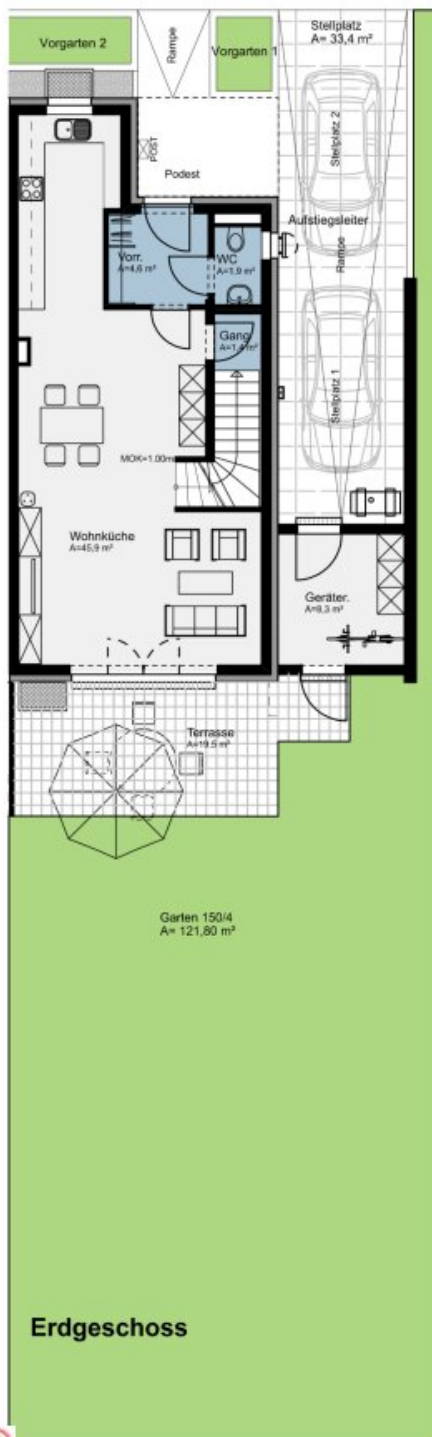 Stellplatz
A= 33,4 m²
Vorgarten 2
Rampe
Vorgarten 1
Stellplatz 2
POST
Podest
Aufstiegsleiter
Rampe
Vorr.
A=4,6 m²
WC
A=1,9 m²
Gang
A=1,4 m²
Stellplatz 1
MOK=1.00m
Wohnküche
A=45,9 m²
Geräter.
A=8,3 m²
Terrasse
A=19,5 m²
Garten 150/4
A= 121,80 m²
Erdgeschoss